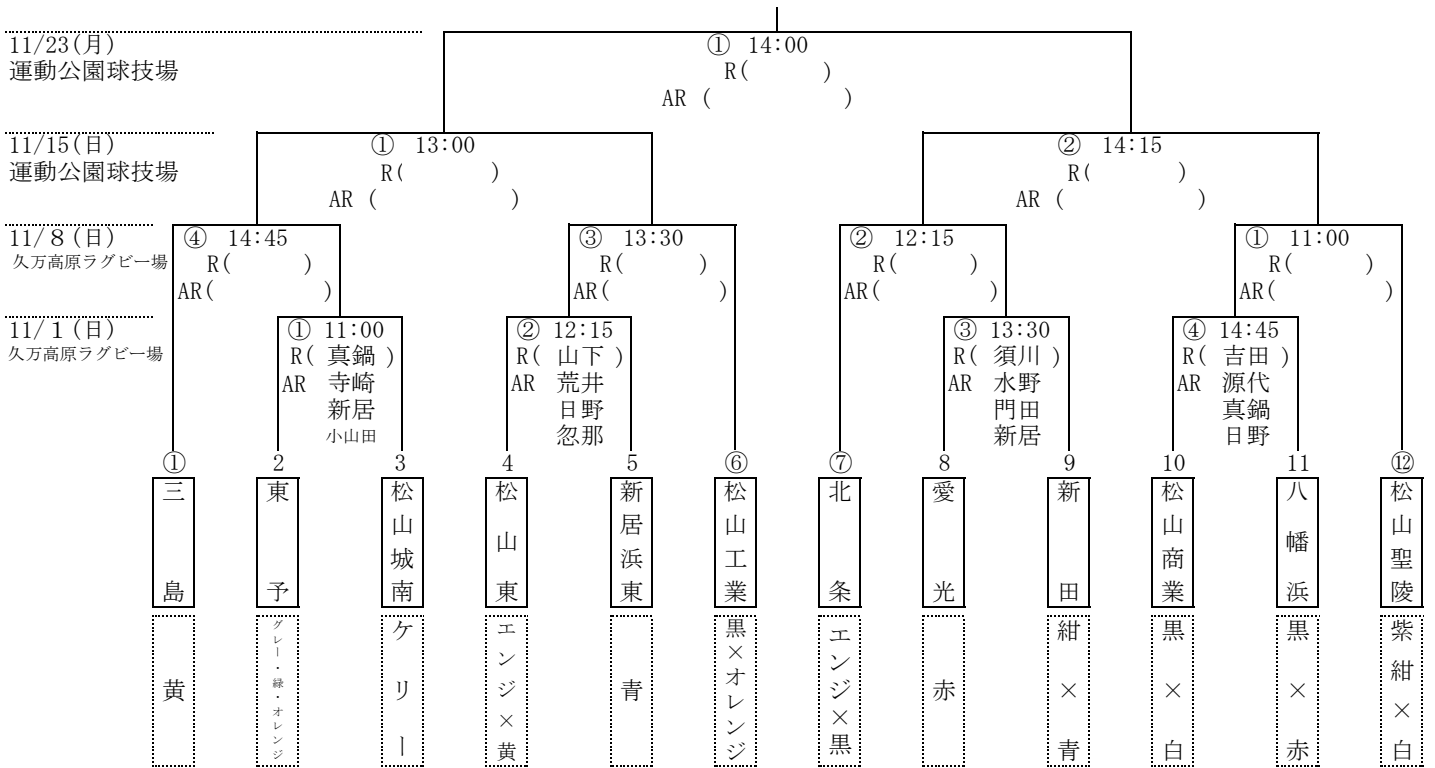 11/23(月)
運動公園球技場
① 14:00
R(　　　)
AR (　　　　　)
11/15(日)
運動公園球技場
① 13:00
R(　　　)
AR (　　　　　)
② 14:15
R(　　　)
AR (　　　　　)
11/８(日)
久万高原ラグビー場
④ 14:45
R(　　　)
AR(　　　　)
③ 13:30
R(　　　)
AR(　　　　)
② 12:15
R(　　　)
AR(　　　　)
① 11:00
R(　　　)
AR(　　　　)
11/１(日)
久万高原ラグビー場
① 11:00
R( 真鍋 )
AR 寺崎
新居
小山田
② 12:15
R( 山下 )
AR 荒井
日野
忽那
③ 13:30
R( 須川 )
AR 水野
門田
新居
④ 14:45
R( 吉田 )
AR 源代
真鍋
日野
① 2 3 4 5 ⑥ ⑦ 8 9 10 11 ⑫
三島
東予
松山城南
松山東
新居浜東
松山工業
北条
愛光
新田
松山商業
八幡浜
松山聖陵
黄
グレー・緑・オレンジ
ケリー
エンジ×黄
青
黒×オレンジ
エンジ×黒
赤
紺×青
黒×白
黒×赤
紫紺×白